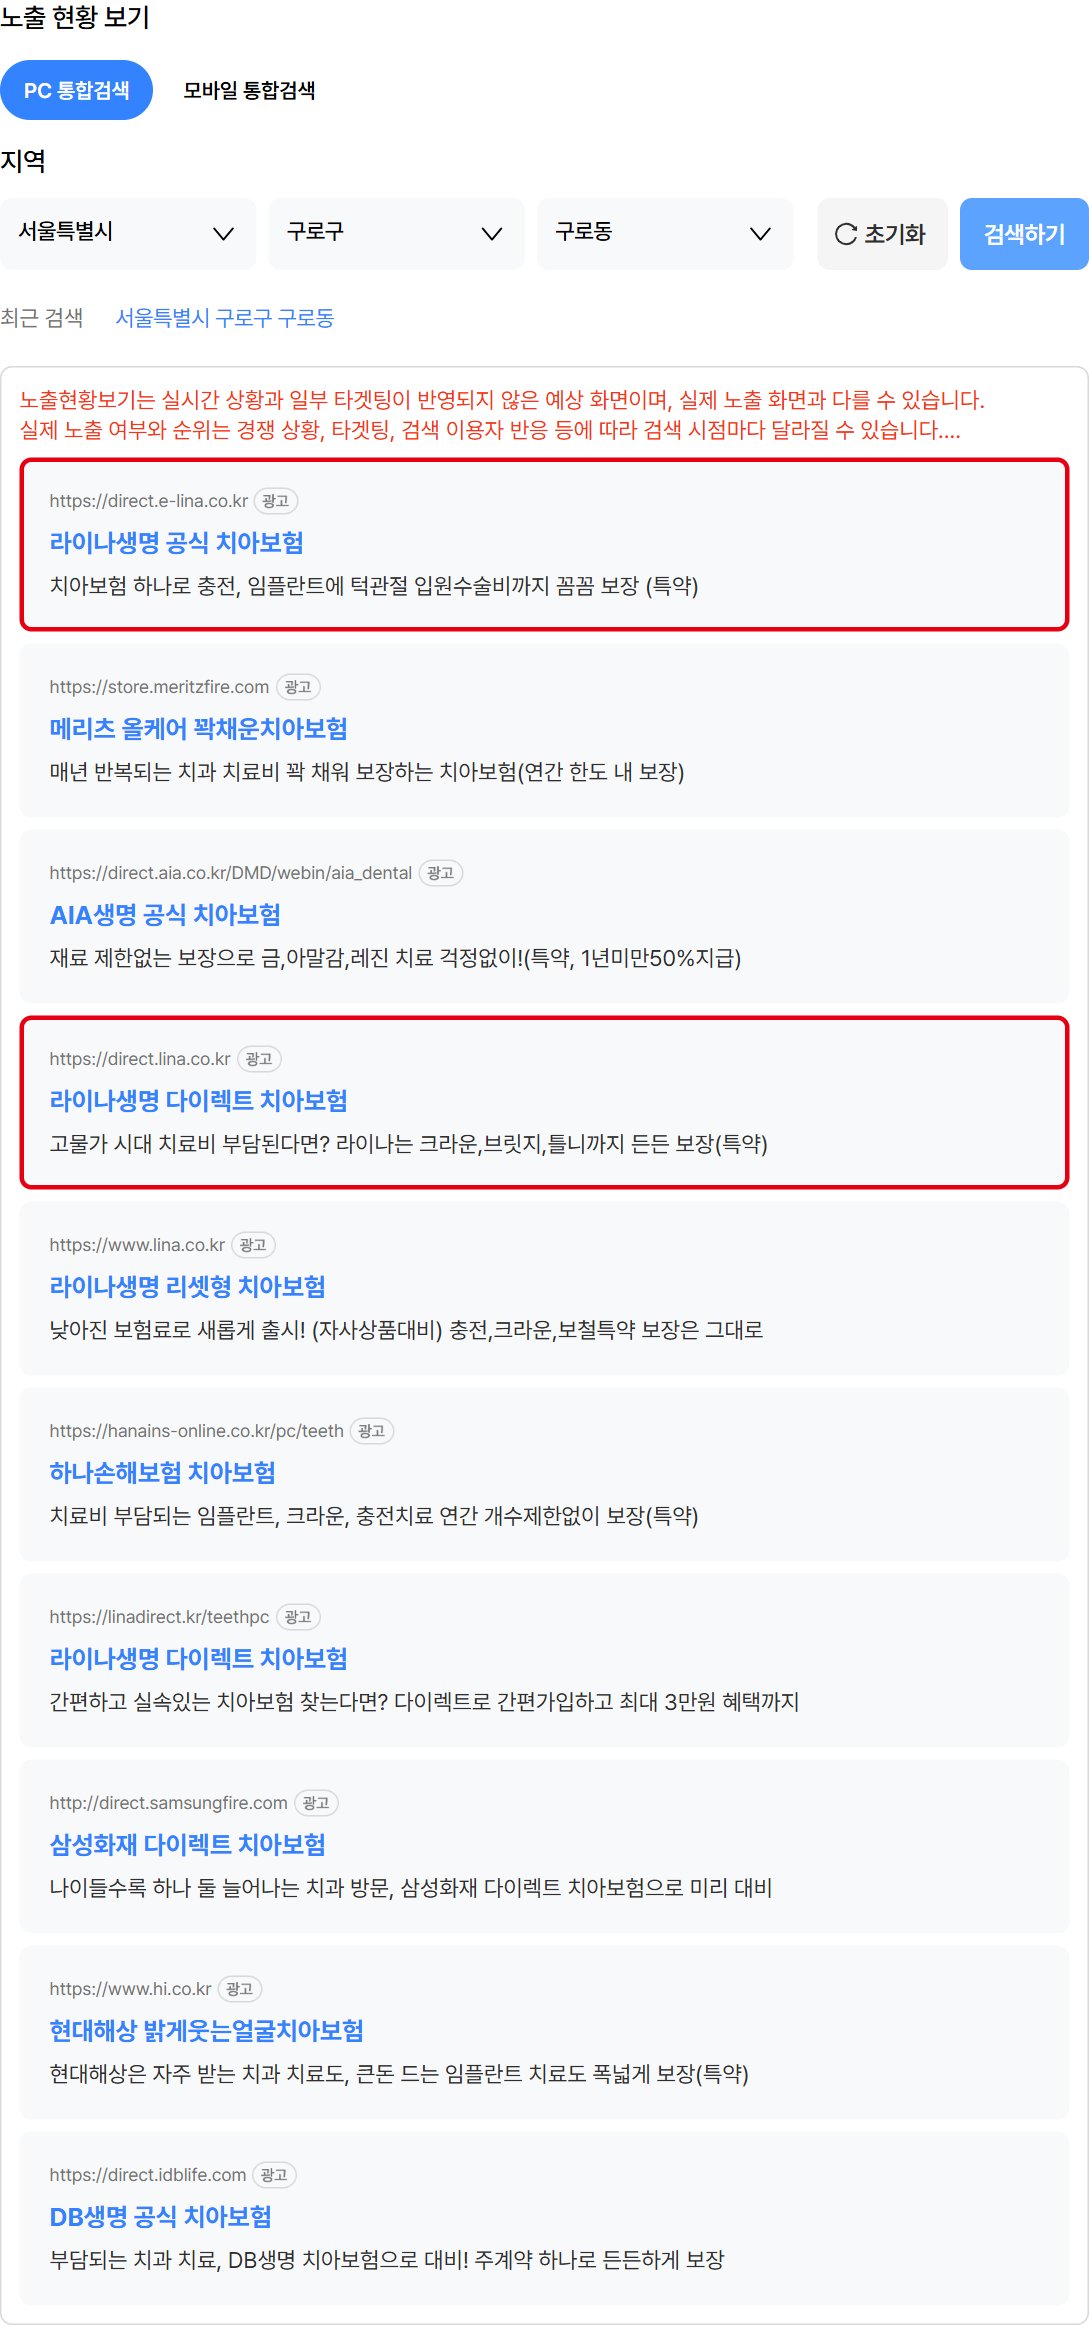 노출 현황 보기
PC 통합검색 모바일 통합검색
지역
서울특별시 구로구 구로동 초기화 검색하기
최근 검색 서울특별시 구로구 구로동
노출현황보기는 실시간 상황과 일부 타겟팅이 반영되지 않은 예상 화면이며, 실제 노출 화면과 다를 수 있습니다.
실제 노출 여부와 순위는 경쟁 상황, 타겟팅, 검색 이용자 반응 등에 따라 검색 시점마다 달라질 수 있습니다....
https://direct.e-lina.co.kr 광고
라이나생명 공식 치아보험
치아보험 하나로 충전, 임플란트에 턱관절 입원수술비까지 꼼꼼 보장 (특약)
https://store.meritzfire.com 광고
메리츠 올케어 꽉채운치아보험
매년 반복되는 치과 치료비 꽉 채워 보장하는 치아보험(연간 한도 내 보장)
https://direct.aia.co.kr/DMD/webin/aia_dental 광고
AIA생명 공식 치아보험
재료 제한없는 보장으로 금,아말감,레진 치료 걱정없이!(특약, 1년미만50%지급)
https://direct.lina.co.kr 광고
라이나생명 다이렉트 치아보험
고물가 시대 치료비 부담된다면? 라이나는 크라운,브릿지,틀니까지 든든 보장(특약)
https://www.lina.co.kr 광고
라이나생명 리셋형 치아보험
낮아진 보험료로 새롭게 출시! (자사상품대비) 충전,크라운,보철특약 보장은 그대로
https://hanains-online.co.kr/pc/teeth 광고
하나손해보험 치아보험
치료비 부담되는 임플란트, 크라운, 충전치료 연간 개수제한없이 보장(특약)
https://linadirect.kr/teethpc 광고
라이나생명 다이렉트 치아보험
간편하고 실속있는 치아보험 찾는다면? 다이렉트로 간편가입하고 최대 3만원 혜택까지
http://direct.samsungfire.com 광고
삼성화재 다이렉트 치아보험
나이들수록 하나 둘 늘어나는 치과 방문, 삼성화재 다이렉트 치아보험으로 미리 대비
https://www.hi.co.kr 광고
현대해상 밝게웃는얼굴치아보험
현대해상은 자주 받는 치과 치료도, 큰돈 드는 임플란트 치료도 폭넓게 보장(특약)
https://direct.idblife.com 광고
DB생명 공식 치아보험
부담되는 치과 치료, DB생명 치아보험으로 대비! 주계약 하나로 든든하게 보장